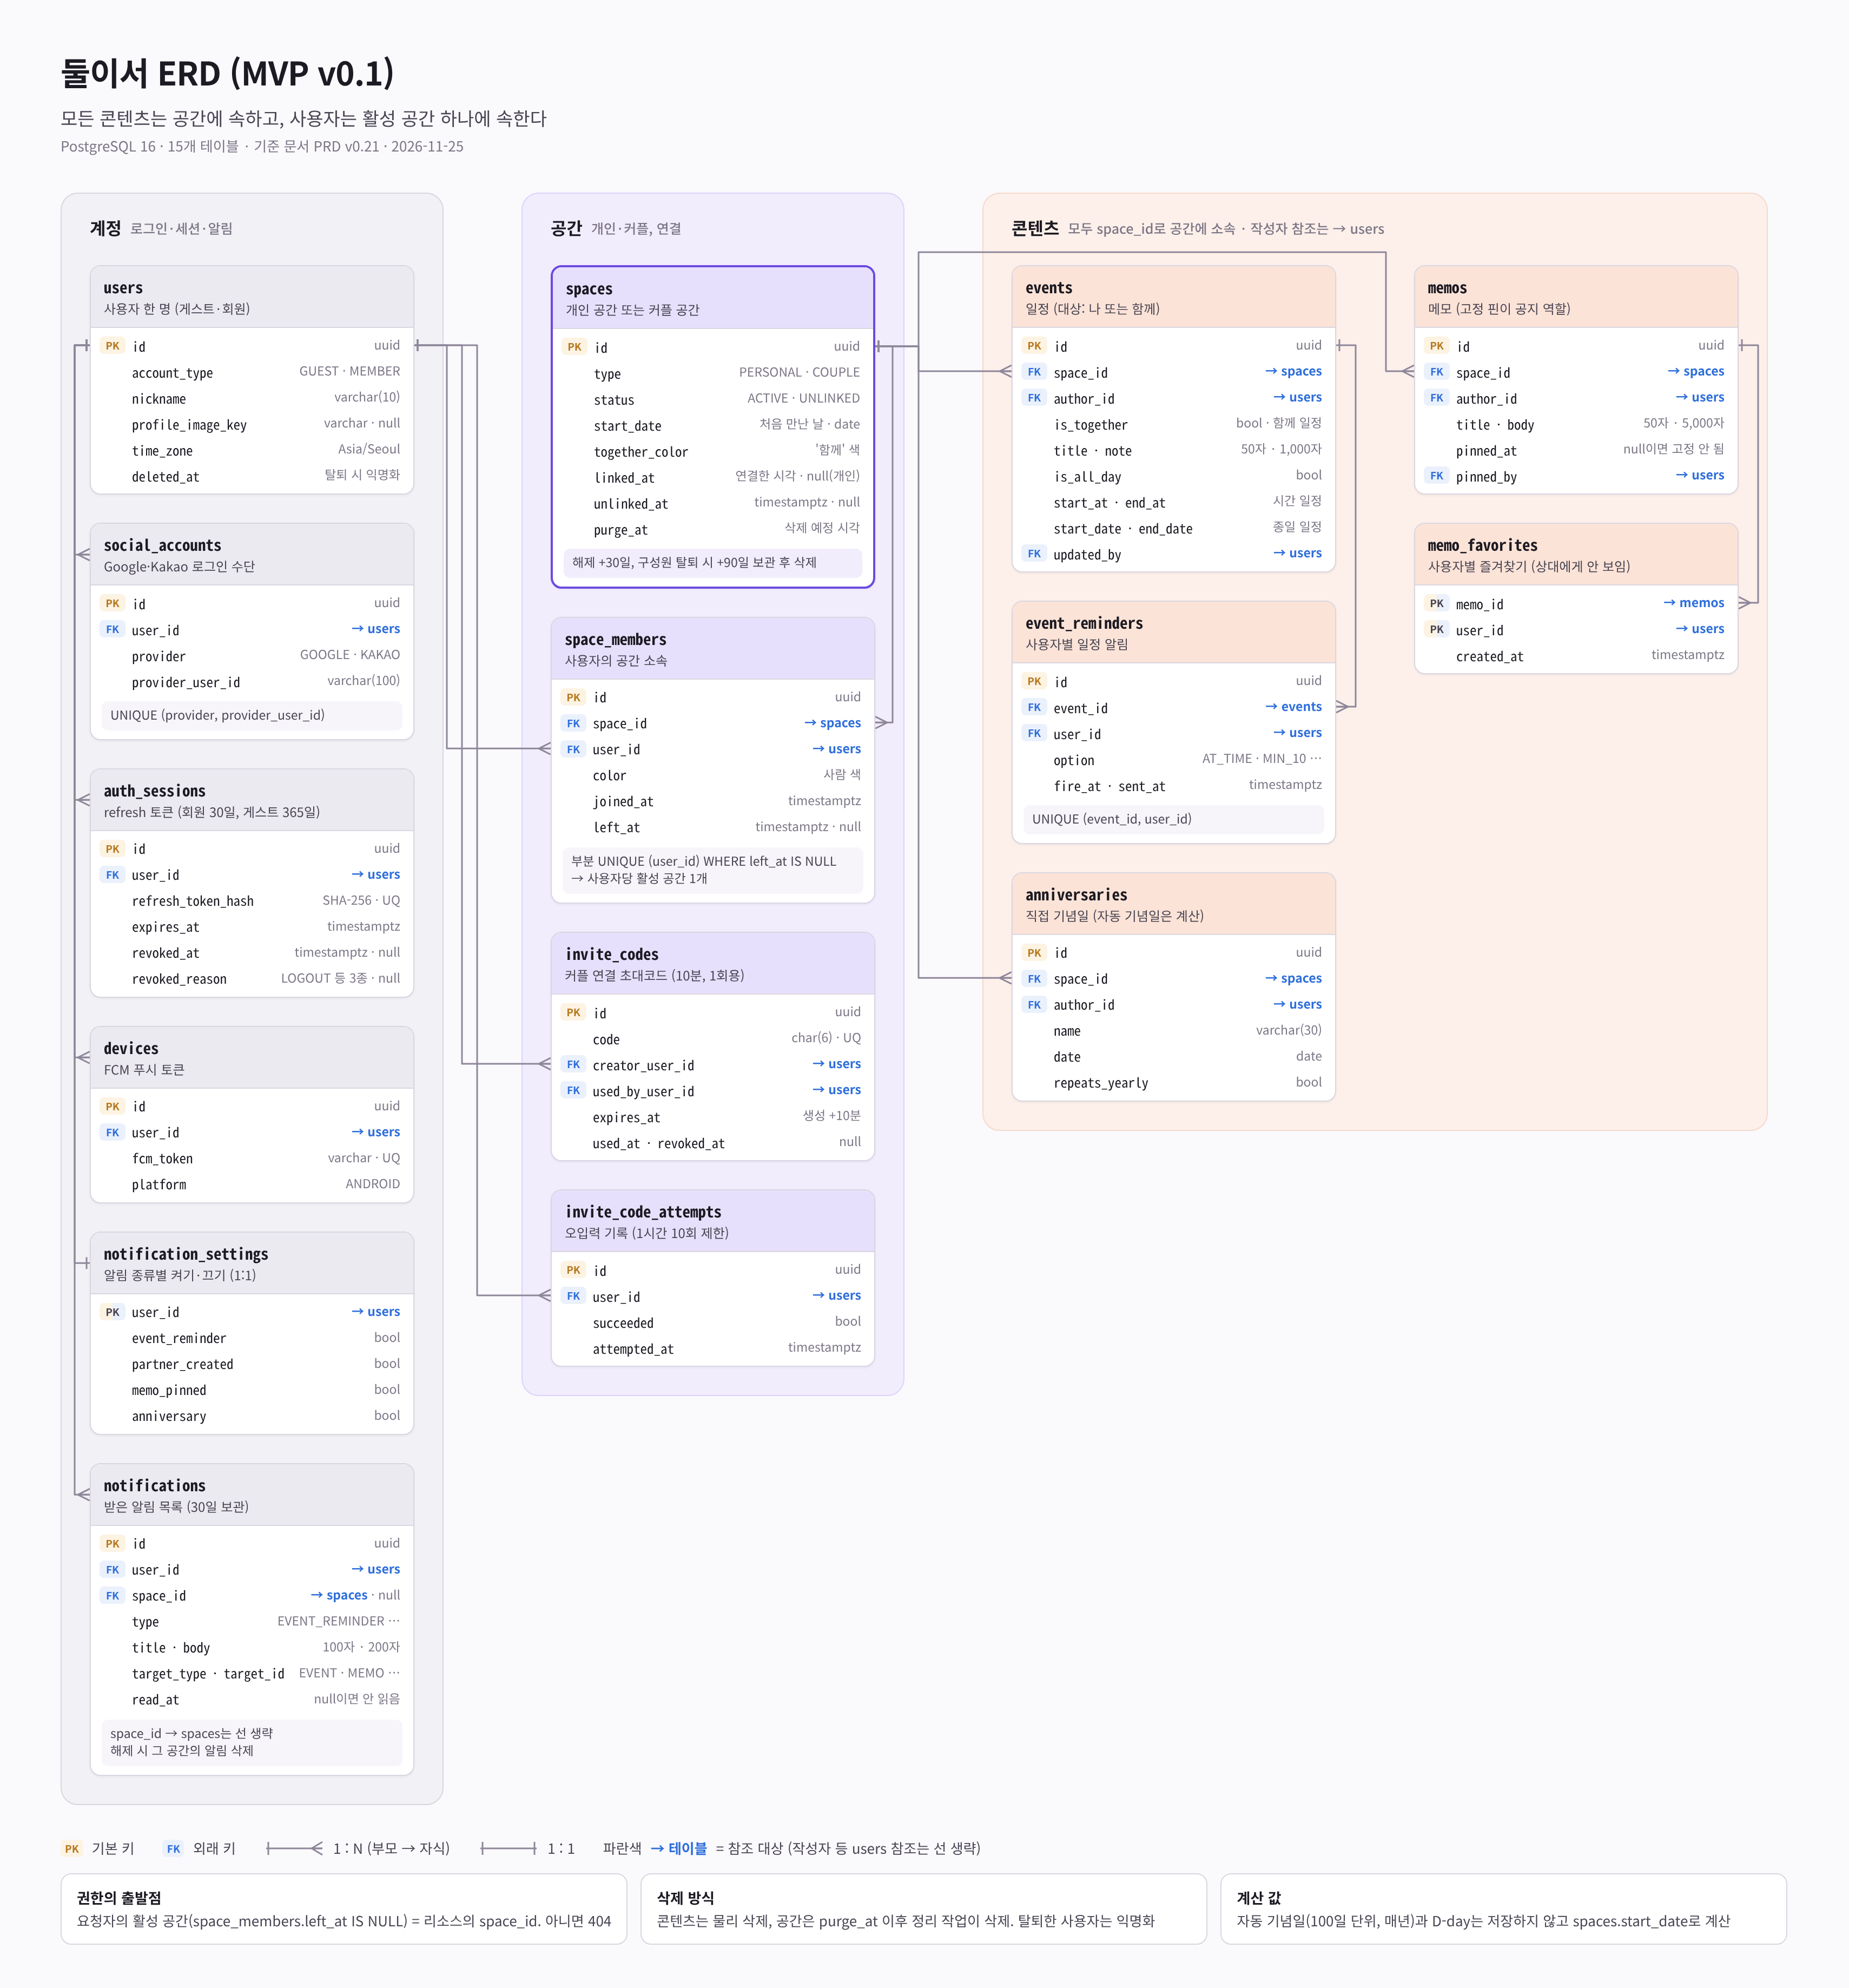 둘이서 ERD (MVP v0.1)
모든 콘텐츠는 공간에 속하고, 사용자는 활성 공간 하나에 속한다
PostgreSQL 16 · 15개 테이블 · 기준 문서 PRD v0.21 · 2026-11-25
계정 로그인·세션·알림
users
사용자 한 명 (게스트·회원)
PK id uuid
account_type GUEST · MEMBER
nickname varchar(10)
profile_image_key varchar · null
time_zone Asia/Seoul
deleted_at 탈퇴 시 익명화
social_accounts
Google·Kakao 로그인 수단
PK id uuid
FK user_id → users
provider GOOGLE · KAKAO
provider_user_id varchar(100)
UNIQUE (provider, provider_user_id)
auth_sessions
refresh 토큰 (회원 30일, 게스트 365일)
PK id uuid
FK user_id → users
refresh_token_hash SHA-256 · UQ
expires_at timestamptz
revoked_at timestamptz · null
revoked_reason LOGOUT 등 3종 · null
devices
FCM 푸시 토큰
PK id uuid
FK user_id → users
fcm_token varchar · UQ
platform ANDROID
notification_settings
알림 종류별 켜기·끄기 (1:1)
PK user_id → users
event_reminder bool
partner_created bool
memo_pinned bool
anniversary bool
notifications
받은 알림 목록 (30일 보관)
PK id uuid
FK user_id → users
FK space_id → spaces · null
type EVENT_REMINDER ···
title · body 100자 · 200자
target_type · target_id EVENT · MEMO ···
read_at null이면 안 읽음
space_id → spaces는 선 생략
해제 시 그 공간의 알림 삭제
공간 개인·커플, 연결
spaces
개인 공간 또는 커플 공간
PK id uuid
type PERSONAL · COUPLE
status ACTIVE · UNLINKED
start_date 처음 만난 날 · date
together_color '함께' 색
linked_at 연결한 시각 · null(개인)
unlinked_at timestamptz · null
purge_at 삭제 예정 시각
해제 +30일, 구성원 탈퇴 시 +90일 보관 후 삭제
space_members
사용자의 공간 소속
PK id uuid
FK space_id → spaces
FK user_id → users
color 사람 색
joined_at timestamptz
left_at timestamptz · null
부분 UNIQUE (user_id) WHERE left_at IS NULL
→ 사용자당 활성 공간 1개
invite_codes
커플 연결 초대코드 (10분, 1회용)
PK id uuid
code char(6) · UQ
FK creator_user_id → users
FK used_by_user_id → users
expires_at 생성 +10분
used_at · revoked_at null
invite_code_attempts
오입력 기록 (1시간 10회 제한)
PK id uuid
FK user_id → users
succeeded bool
attempted_at timestamptz
콘텐츠 모두 space_id로 공간에 소속 · 작성자 참조는 → users
events
일정 (대상: 나 또는 함께)
PK id uuid
FK space_id → spaces
FK author_id → users
is_together bool · 함께 일정
title · note 50자 · 1,000자
is_all_day bool
start_at · end_at 시간 일정
start_date · end_date 종일 일정
FK updated_by → users
event_reminders
사용자별 일정 알림
PK id uuid
FK event_id → events
FK user_id → users
option AT_TIME · MIN_10 ···
fire_at · sent_at timestamptz
UNIQUE (event_id, user_id)
anniversaries
직접 기념일 (자동 기념일은 계산)
PK id uuid
FK space_id → spaces
FK author_id → users
name varchar(30)
date date
repeats_yearly bool
memos
메모 (고정 핀이 공지 역할)
PK id uuid
FK space_id → spaces
FK author_id → users
title · body 50자 · 5,000자
pinned_at null이면 고정 안 됨
FK pinned_by → users
memo_favorites
사용자별 즐겨찾기 (상대에게 안 보임)
PK memo_id → memos
PK user_id → users
created_at timestamptz
PK 기본 키 FK 외래 키 1 : N (부모 → 자식) 1 : 1 파란색 → 테이블 = 참조 대상 (작성자 등 users 참조는 선 생략)
권한의 출발점
요청자의 활성 공간(space_members.left_at IS NULL) = 리소스의 space_id. 아니면 404
삭제 방식
콘텐츠는 물리 삭제, 공간은 purge_at 이후 정리 작업이 삭제. 탈퇴한 사용자는 익명화
계산 값
자동 기념일(100일 단위, 매년)과 D-day는 저장하지 않고 spaces.start_date로 계산